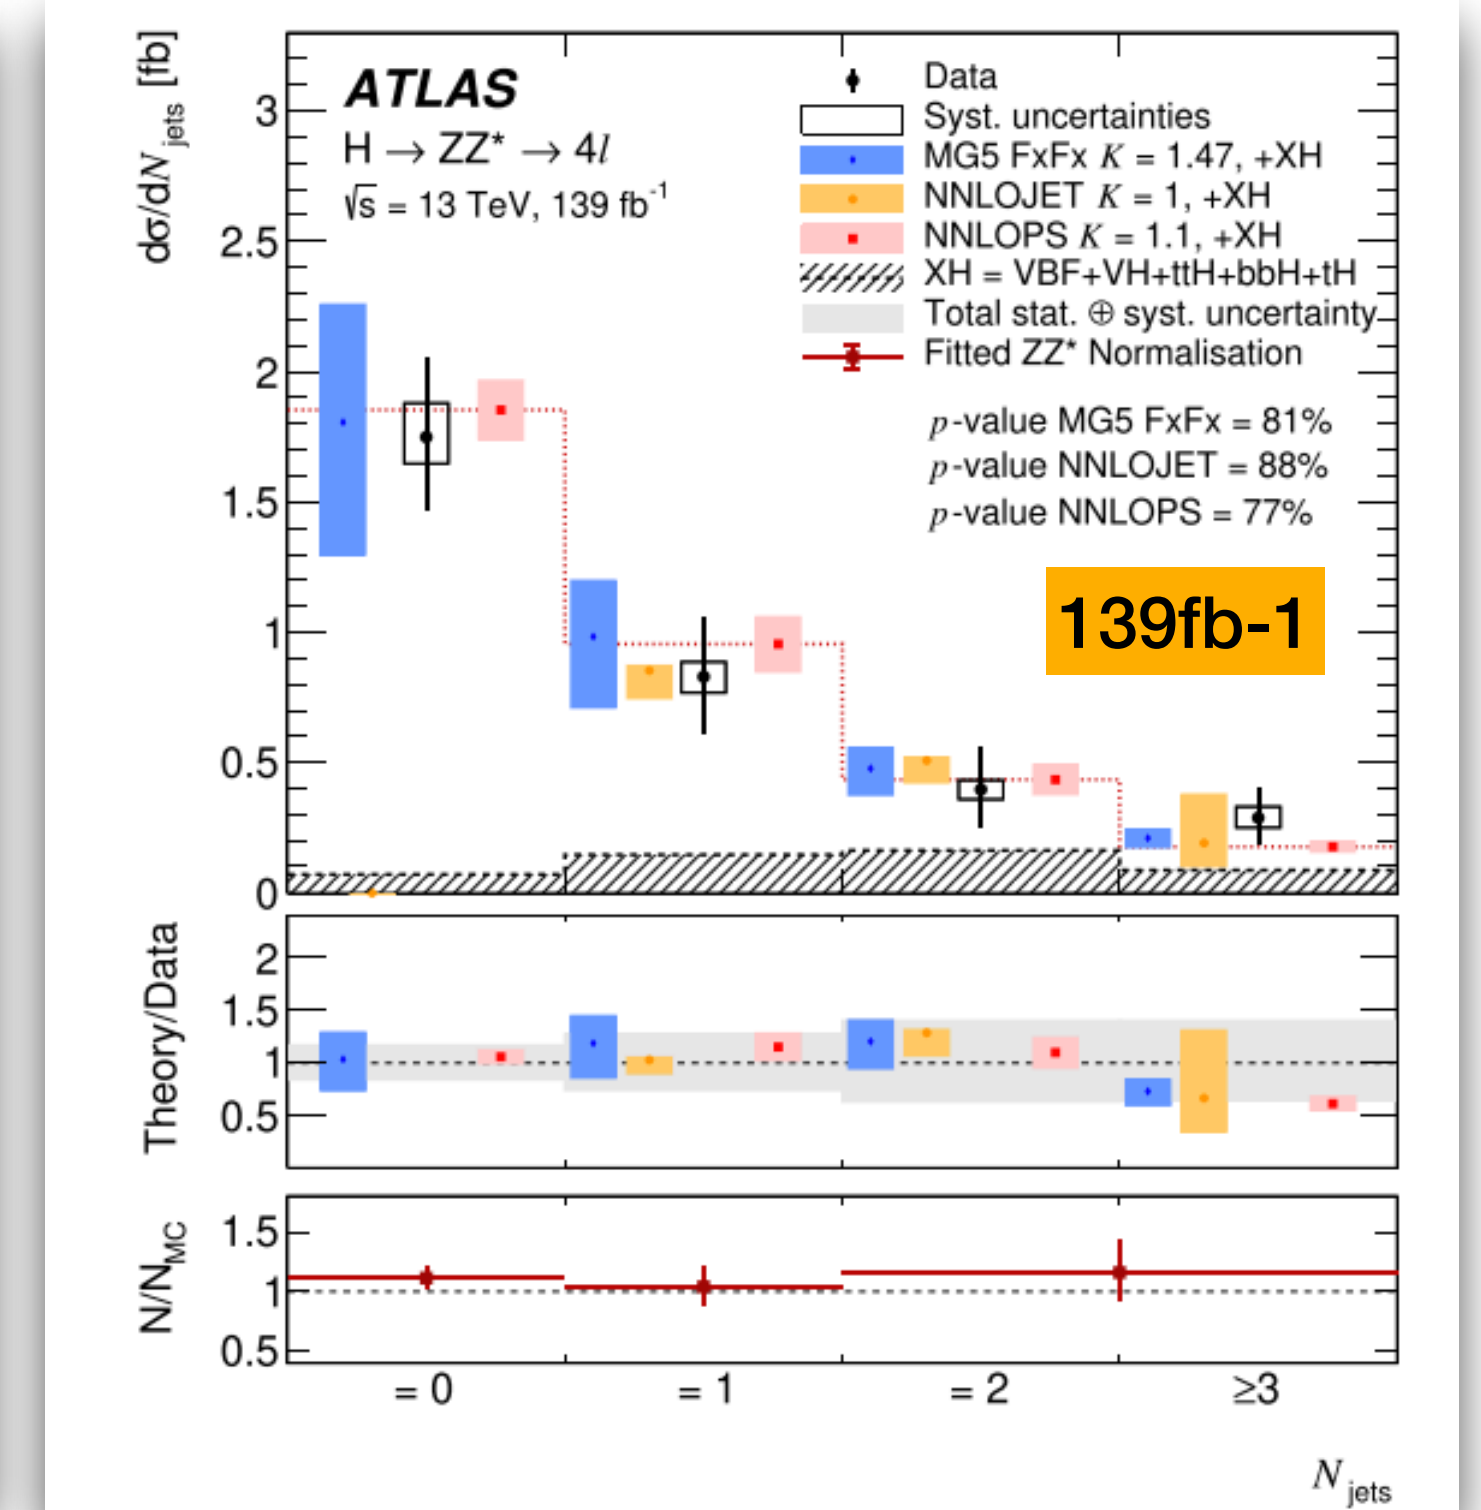 dσ/dN jets [fb]
ATLAS
H → ZZ* → 4l
√s = 13 TeV, 139 fb-1
Data
Syst. uncertainties
MG5 FxFx K = 1.47, +XH
NNLOJET K = 1, +XH
NNLOPS K = 1.1, +XH
XH = VBF+VH+ttH+bbH+tH
Total stat. ⊕ syst. uncertainty
Fitted ZZ* Normalisation
p-value MG5 FxFx = 81%
p-value NNLOJET = 88%
p-value NNLOPS = 77%
139fb-1
3
2.5
2
1.5
1
0.5
0
Theory/Data
2
1.5
1
0.5
N/NMC
1.5
1
0.5
= 0
= 1
= 2
≥3
N jets